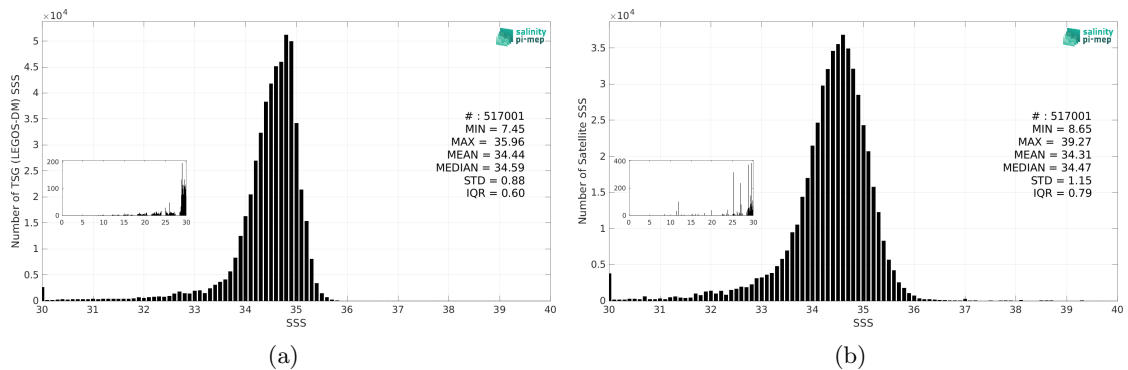 ×10⁴
5
4.5
4
3.5
3
2.5
2
1.5
1
0.5
0
Number of TSG (LEGOS-DM) SSS
salinity
pi-mep
# : 517001
MIN = 7.45
MAX = 35.96
MEAN = 34.44
MEDIAN = 34.59
STD = 0.88
IQR = 0.60
200
100
0
0 5 10 15 20 25 30
30 31 32 33 34 35 36 37 38 39 40
SSS
(a)
×10⁴
3.5
3
2.5
2
1.5
1
0.5
0
Number of Satellite SSS
salinity
pi-mep
# : 517001
MIN = 8.65
MAX = 39.27
MEAN = 34.31
MEDIAN = 34.47
STD = 1.15
IQR = 0.79
400
200
0
0 5 10 15 20 25 30
30 31 32 33 34 35 36 37 38 39 40
SSS
(b)